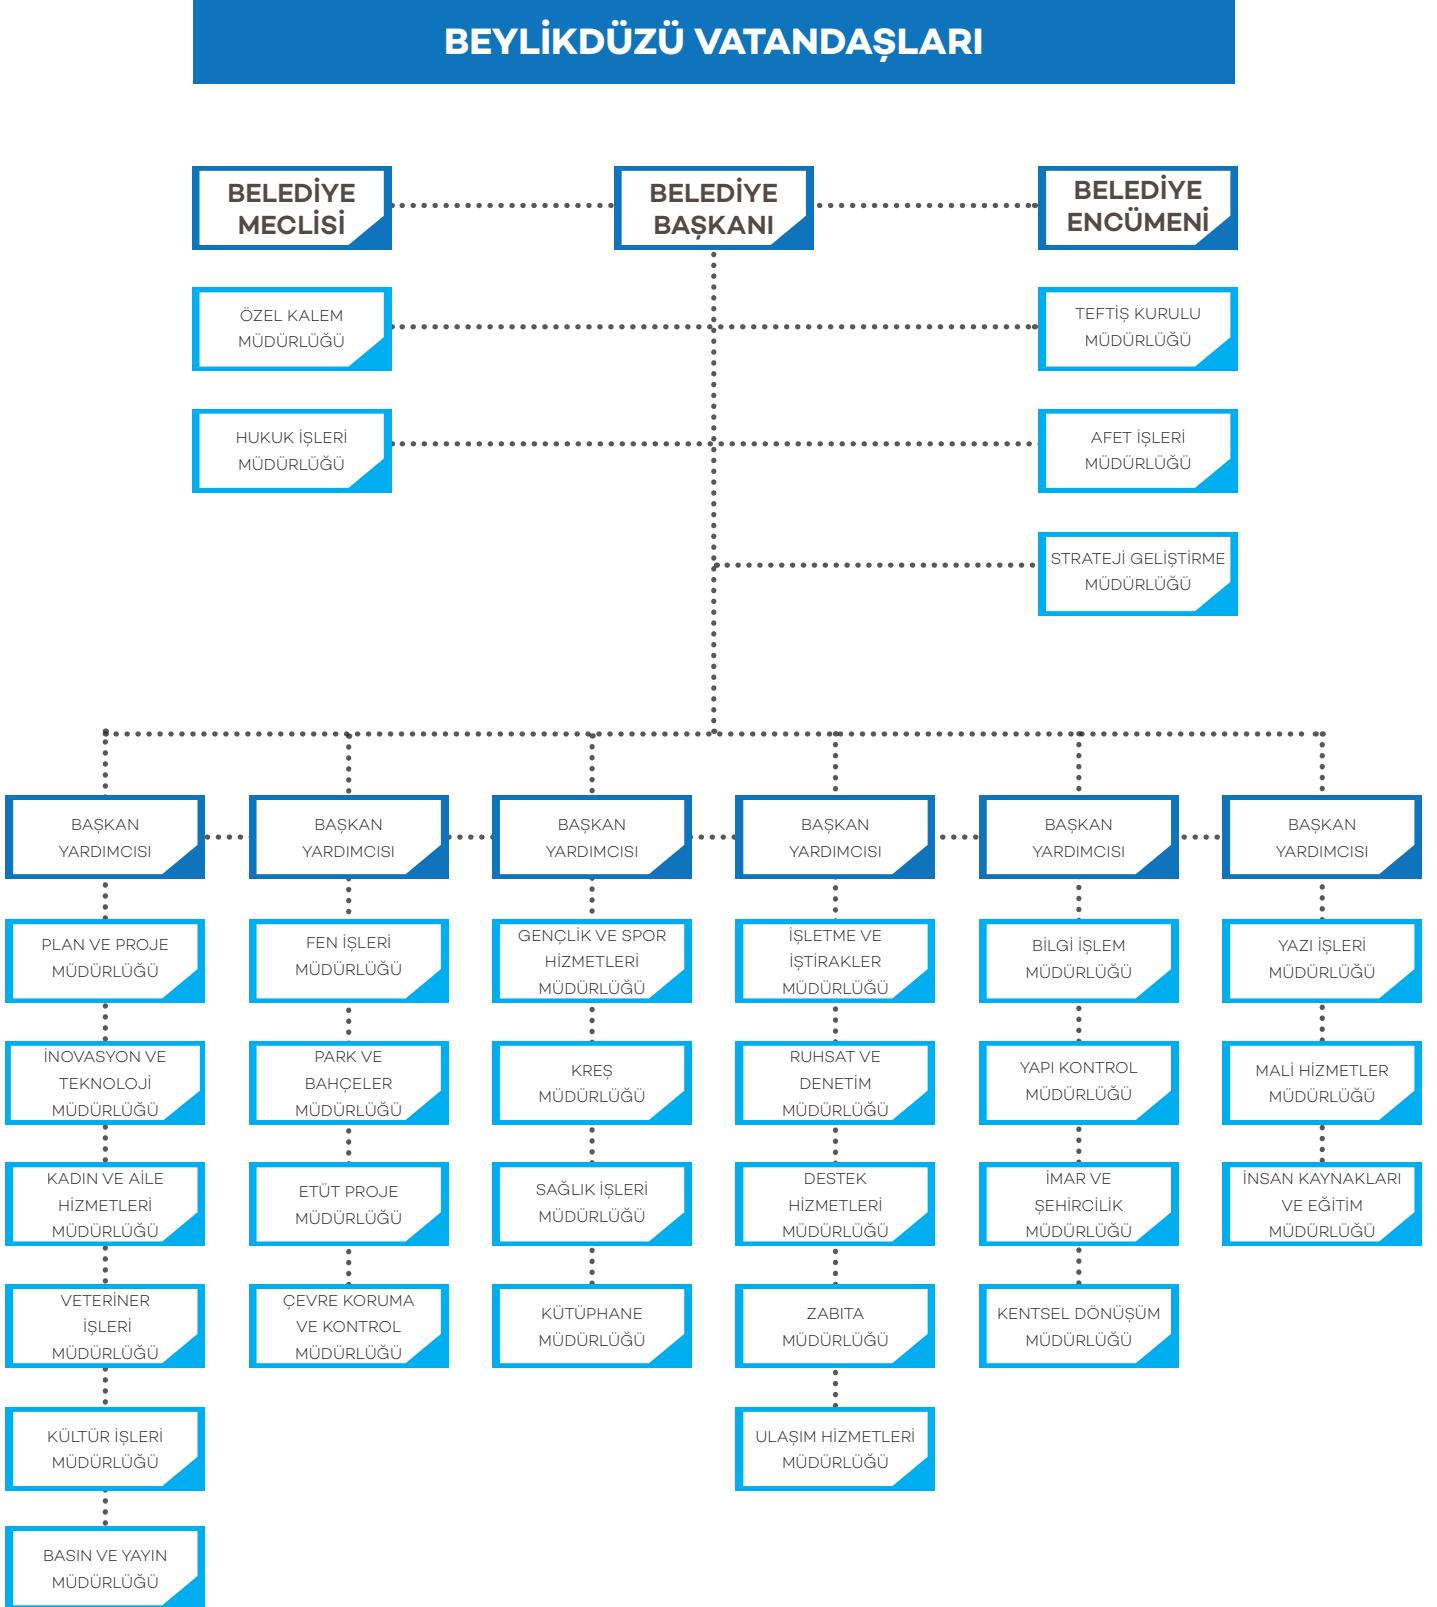 BEYLİKDÜZÜ VATANDAŞLARI
BELEDİYE
MECLİSİ
BELEDİYE
BAŞKANI
BELEDİYE
ENCÜMENİ
ÖZEL KALEM
MÜDÜRLÜĞÜ
TEFTİŞ KURULU
MÜDÜRLÜĞÜ
HUKUK İŞLERİ
MÜDÜRLÜĞÜ
AFET İŞLERİ
MÜDÜRLÜĞÜ
STRATEJİ GELİŞTİRME
MÜDÜRLÜĞÜ
BAŞKAN
YARDIMCISI
BAŞKAN
YARDIMCISI
BAŞKAN
YARDIMCISI
BAŞKAN
YARDIMCISI
BAŞKAN
YARDIMCISI
BAŞKAN
YARDIMCISI
PLAN VE PROJE
MÜDÜRLÜĞÜ
FEN İŞLERİ
MÜDÜRLÜĞÜ
GENÇLİK VE SPOR
HİZMETLERİ
MÜDÜRLÜĞÜ
İŞLETME VE
İŞTİRAKLER
MÜDÜRLÜĞÜ
BİLGİ İŞLEM
MÜDÜRLÜĞÜ
YAZI İŞLERİ
MÜDÜRLÜĞÜ
İNOVASYON VE
TEKNOLOJİ
MÜDÜRLÜĞÜ
PARK VE
BAHÇELER
MÜDÜRLÜĞÜ
KREŞ
MÜDÜRLÜĞÜ
RUHSAT VE
DENETİM
MÜDÜRLÜĞÜ
YAPI KONTROL
MÜDÜRLÜĞÜ
MALİ HİZMETLER
MÜDÜRLÜĞÜ
KADIN VE AİLE
HİZMETLERİ
MÜDÜRLÜĞÜ
ETÜT PROJE
MÜDÜRLÜĞÜ
SAĞLIK İŞLERİ
MÜDÜRLÜĞÜ
DESTEK
HİZMETLERİ
MÜDÜRLÜĞÜ
İMAR VE
ŞEHİRCİLİK
MÜDÜRLÜĞÜ
İNSAN KAYNAKLARI
VE EĞİTİM
MÜDÜRLÜĞÜ
VETERİNER
İŞLERİ
MÜDÜRLÜĞÜ
ÇEVRE KORUMA
VE KONTROL
MÜDÜRLÜĞÜ
KÜTÜPHANE
MÜDÜRLÜĞÜ
ZABITA
MÜDÜRLÜĞÜ
KENTSEL DÖNÜŞÜM
MÜDÜRLÜĞÜ
KÜLTÜR İŞLERİ
MÜDÜRLÜĞÜ
ULAŞIM HİZMETLERİ
MÜDÜRLÜĞÜ
BASIN VE YAYIN
MÜDÜRLÜĞÜ